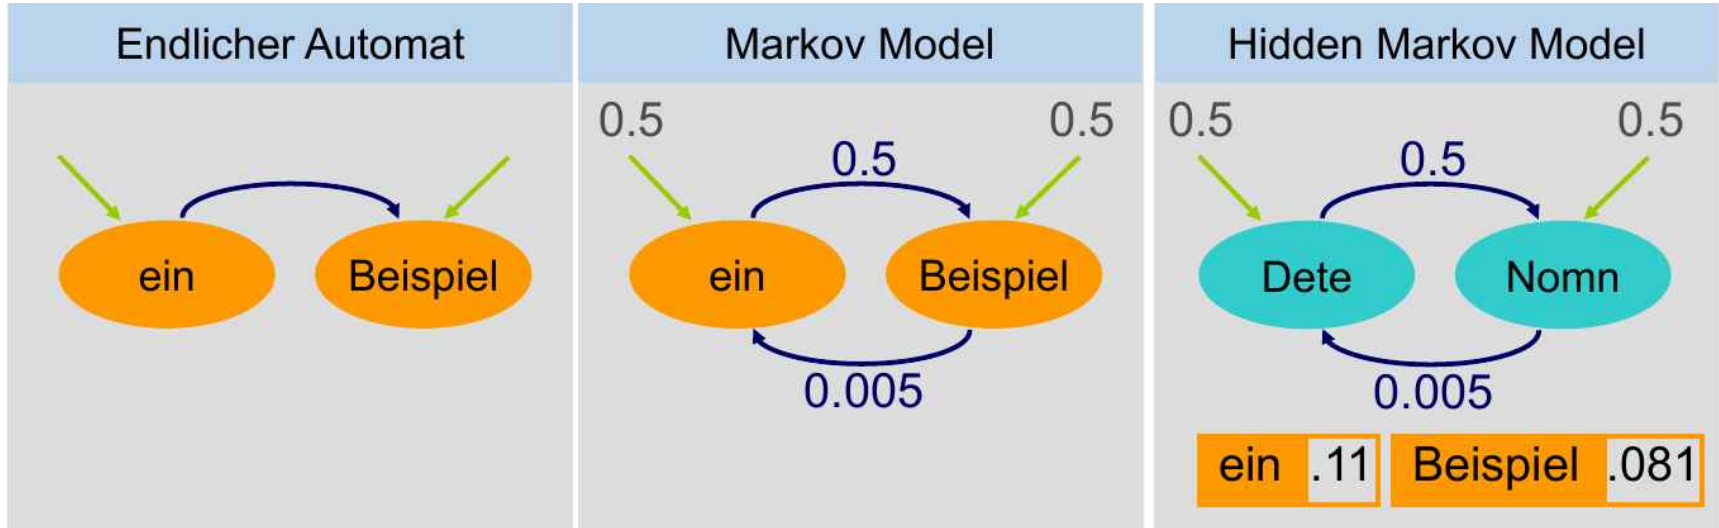 Endlicher Automat
ein
Beispiel
Markov Model
0.5
0.5
0.5
ein
Beispiel
0.005
Hidden Markov Model
0.5
0.5
0.5
Dete
Nomn
0.005
ein .11
Beispiel .081